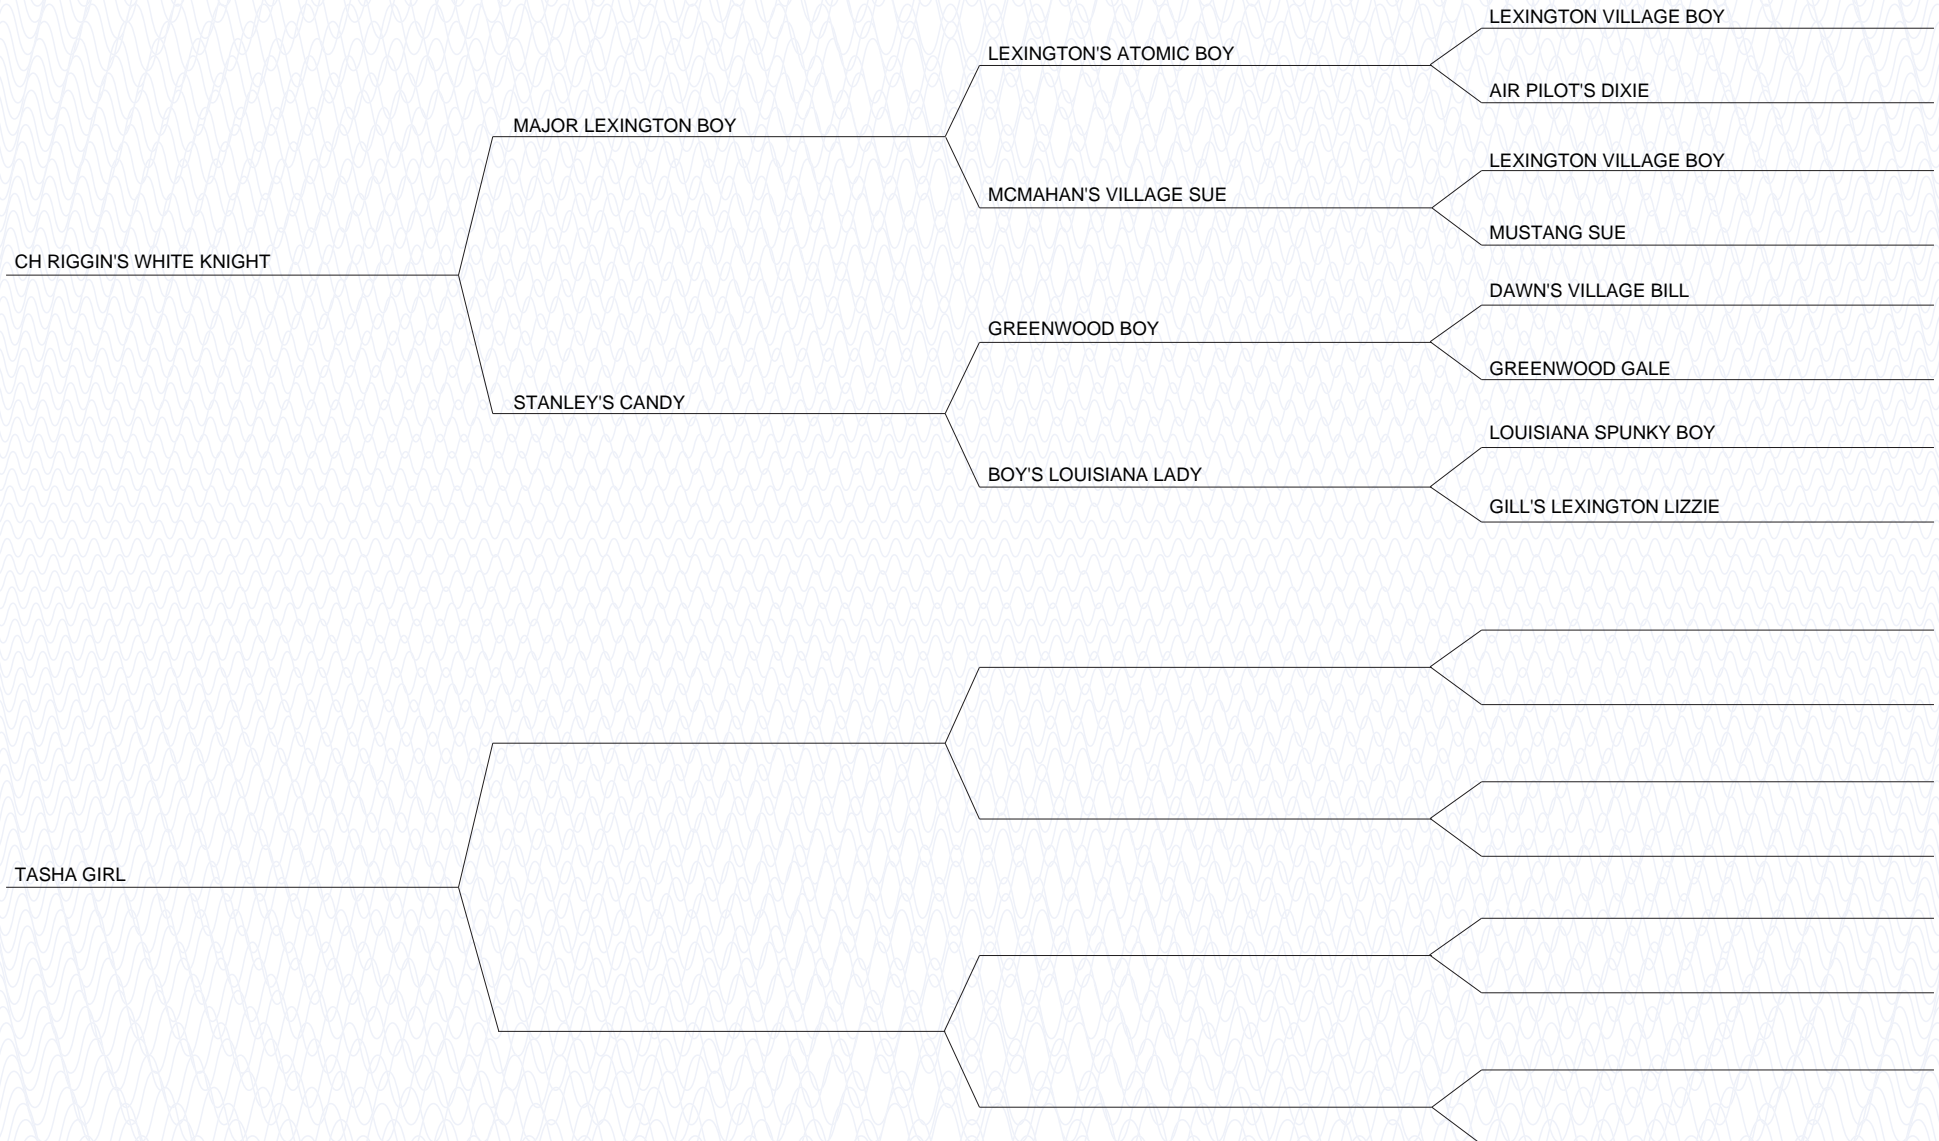 LEXINGTON VILLAGE BOY
LEXINGTON'S ATOMIC BOY
AIR PILOT'S DIXIE
MAJOR LEXINGTON BOY
LEXINGTON VILLAGE BOY
MCMAHAN'S VILLAGE SUE
MUSTANG SUE
CH RIGGIN'S WHITE KNIGHT
DAWN'S VILLAGE BILL
GREENWOOD BOY
GREENWOOD GALE
STANLEY'S CANDY
LOUISIANA SPUNKY BOY
BOY'S LOUISIANA LADY
GILL'S LEXINGTON LIZZIE
TASHA GIRL